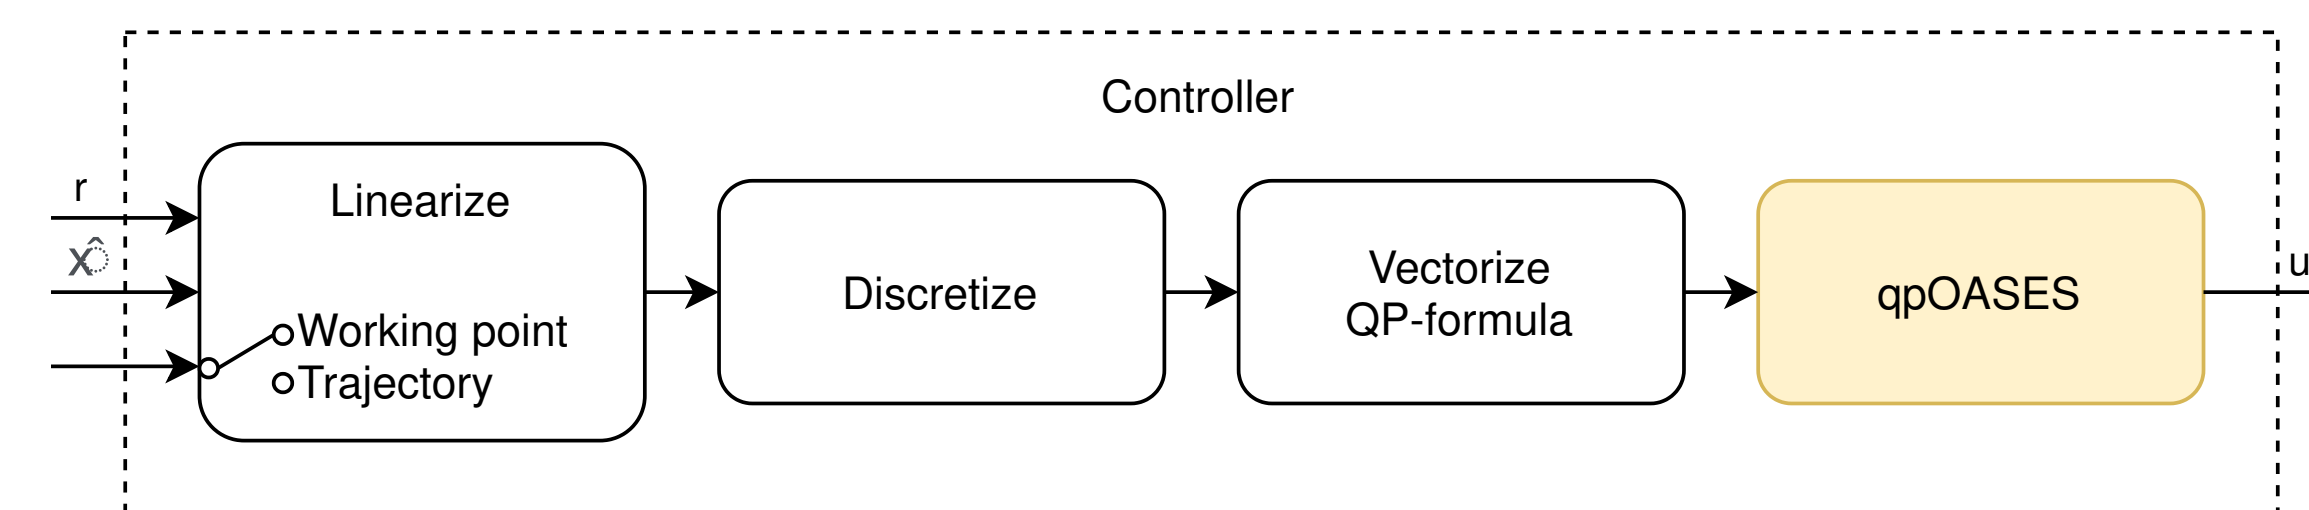 Controller
r
x̂
Linearize
Working point
Trajectory
Discretize
Vectorize
QP-formula
qpOASES
u